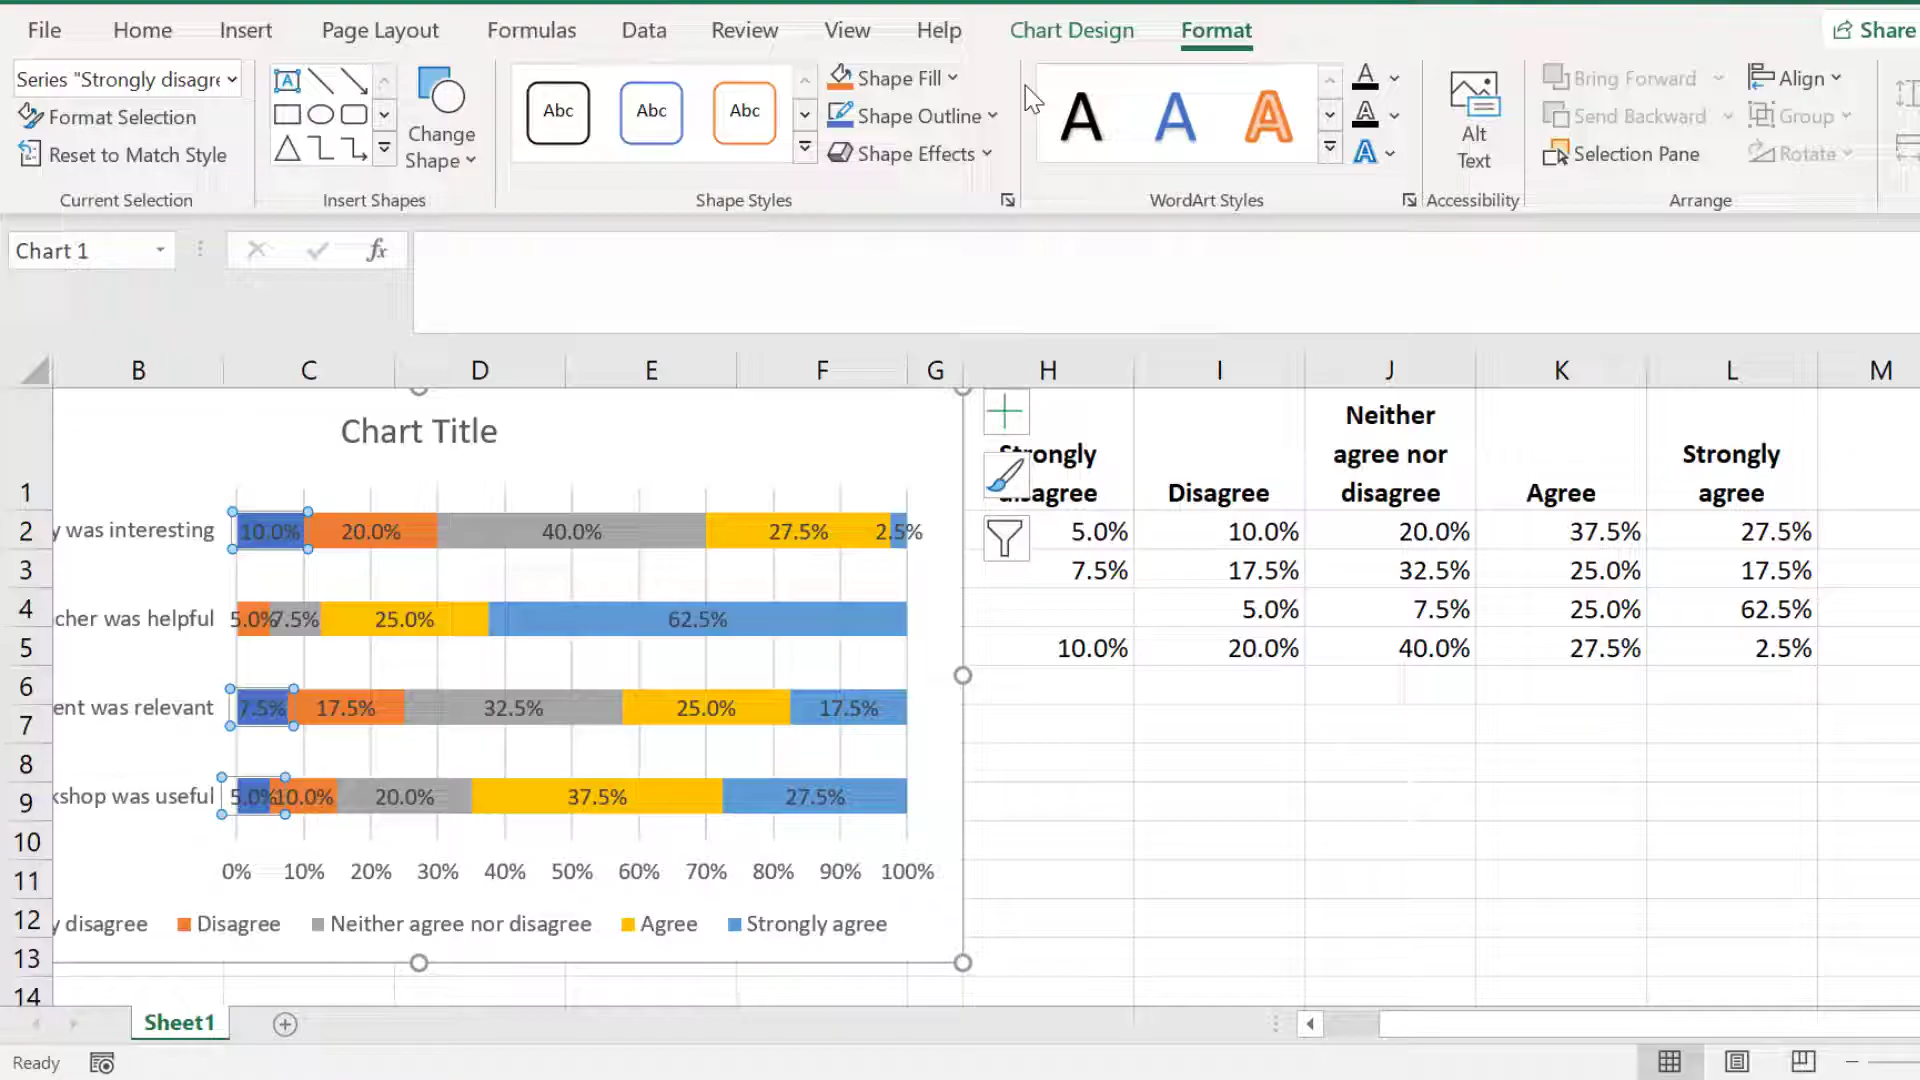 File Home Insert Page Layout Formulas Data Review View Help Chart Design Format Share
Series "Strongly disagre
Format Selection
Reset to Match Style
Current Selection
Change
Shape
Insert Shapes
Abc Abc Abc
Shape Fill
Shape Outline
Shape Effects
Shape Styles
A A A
WordArt Styles
Alt
Text
Accessibility
Bring Forward
Send Backward
Selection Pane
Align
Group
Rotate
Arrange
Chart 1
fx
B C D E F G H I J K L M
1
2
3
4
5
6
7
8
9
10
11
12
13
14
Chart Title
y was interesting 10.0% 20.0% 40.0% 27.5% 2.5%
cher was helpful 5.0% 7.5% 25.0% 62.5%
ent was relevant 7.5% 17.5% 32.5% 25.0% 17.5%
kshop was useful 5.0% 10.0% 20.0% 37.5% 27.5%
0% 10% 20% 30% 40% 50% 60% 70% 80% 90% 100%
y disagree Disagree Neither agree nor disagree Agree Strongly agree
Strongly
disagree
Disagree
Neither
agree nor
disagree
Agree
Strongly
agree
5.0% 10.0% 20.0% 37.5% 27.5%
7.5% 17.5% 32.5% 25.0% 17.5%
5.0% 7.5% 25.0% 62.5%
10.0% 20.0% 40.0% 27.5% 2.5%
Sheet1
Ready